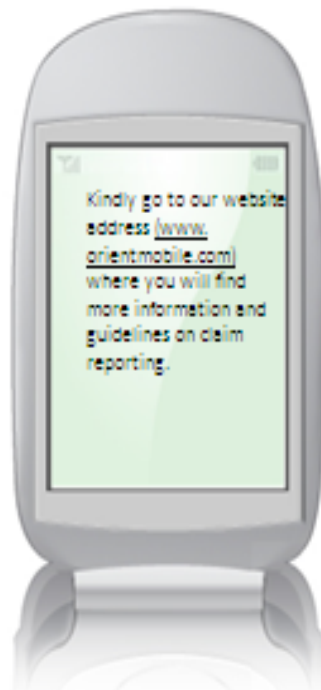 Kindly go to our website
address (www.
orientmobile.com)
where you will find
more information and
guidelines on claim
reporting.